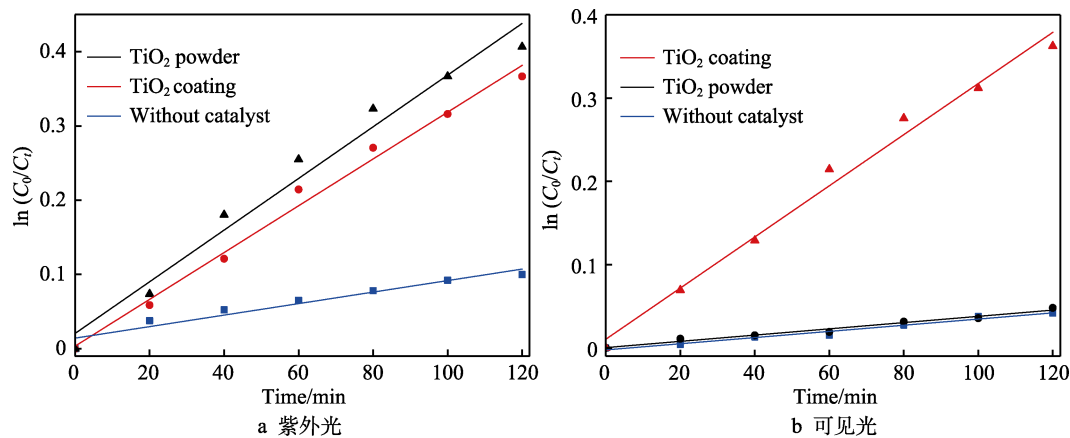 0.4
0.3
0.2
0.1
0
ln (C₀/Cₜ)
TiO₂ powder
TiO₂ coating
Without catalyst
0 20 40 60 80 100 120
Time/min
a 紫外光
0.4
0.3
0.2
0.1
0
ln (C₀/Cₜ)
TiO₂ coating
TiO₂ powder
Without catalyst
0 20 40 60 80 100 120
Time/min
b 可见光